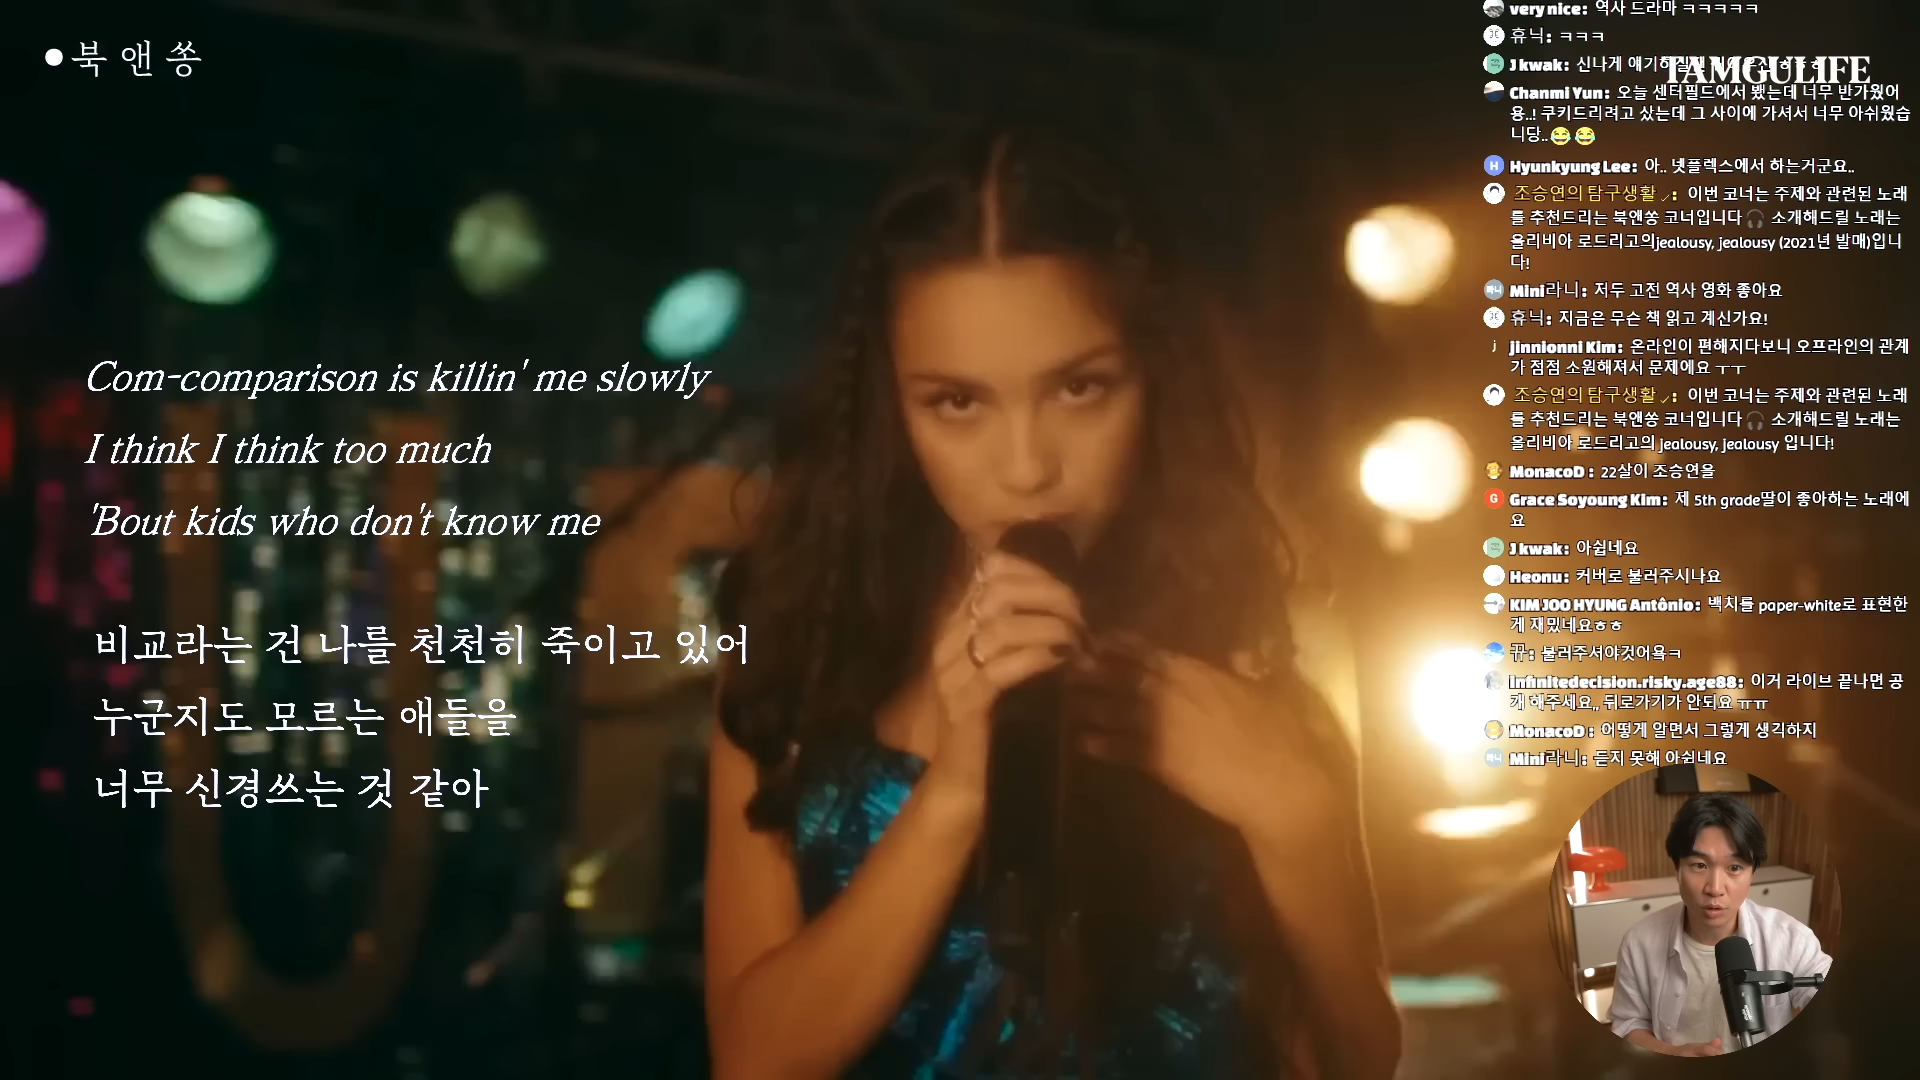 북 앤 쏭
TAMGULIFE
Com-comparison is killin' me slowly
I think I think too much
'Bout kids who don't know me
비교라는 건 나를 천천히 죽이고 있어
누군지도 모르는 애들을
너무 신경쓰는 것 같아
very nice: 역사 드라마 ㅋㅋㅋㅋㅋ
휴닉: ㅋㅋㅋ
J kwak: 신나게 얘기하실
Chanmi Yun: 오늘 센터필드에서 뵀는데 너무 반가웠어
용..! 쿠키드리려고 샀는데 그 사이에 가셔서 너무 아쉬웠습
니당..😂😂
H Hyunkyung Lee: 아.. 넷플렉스에서 하는거군요..
조승연의 탐구생활: 이번 코너는 주제와 관련된 노래
를 추천드리는 북앤쏭 코너입니다🎧 소개해드릴 노래는
올리비아 로드리고의jealousy, jealousy (2021년 발매)입니
다!
Mini라니: 저두 고전 역사 영화 좋아요
휴닉: 지금은 무슨 책 읽고 계신가요!
j jinnionni Kim: 온라인이 편해지다보니 오프라인의 관계
가 점점 소원해져서 문제에요 ㅜㅜ
조승연의 탐구생활: 이번 코너는 주제와 관련된 노래
를 추천드리는 북앤쏭 코너입니다🎧 소개해드릴 노래는
올리비아 로드리고의 jealousy, jealousy 입니다!
MonacoD : 22살이 조승연을
G Grace Soyoung Kim: 제 5th grade딸이 좋아하는 노래에
요
J kwak: 아쉽네요
Heonu: 커버로 불러주시나요
KIM JOO HYUNG Antônio: 백치를 paper-white로 표현한
게 재밌네요ㅎㅎ
뀨: 불러주셔야것어욬ㅋ
Infinitedecision.risky.age88: 이거 라이브 끝나면 공
개 해주세요,, 뒤로가기가 안되요 ㅠㅠ
MonacoD : 어떻게 알면서 그렇게 생긱하지
Mini라니: 듣지 못해 아쉽네요